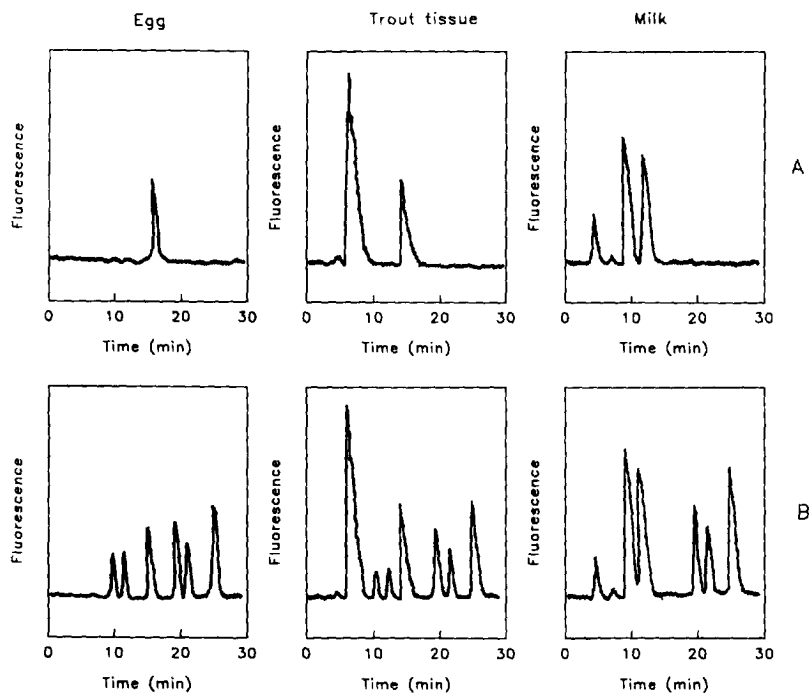 Egg Trout tissue Milk
Fluorescence Fluorescence Fluorescence A
0 10 20 30 0 10 20 30 0 10 20 30
Time (min) Time (min) Time (min)
Fluorescence Fluorescence Fluorescence B
0 10 20 30 0 10 20 30 0 10 20 30
Time (min) Time (min) Time (min)